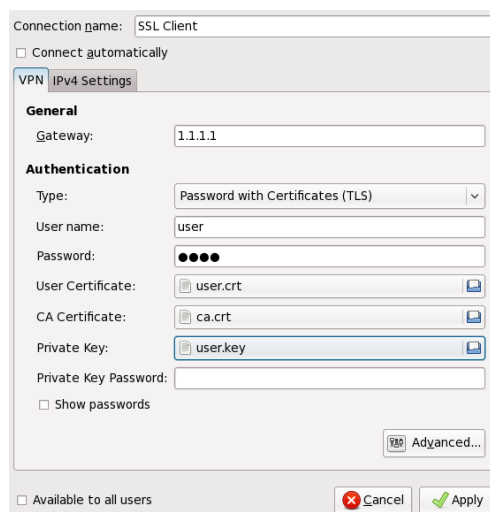 Connection name: SSL Client
Connect automatically
VPN IPv4 Settings
General
Gateway: 1.1.1.1
Authentication
Type: Password with Certificates (TLS)
User name: user
Password: ●●●●
User Certificate: user.crt
CA Certificate: ca.crt
Private Key: user.key
Private Key Password:
Show passwords
Advanced...
Available to all users Cancel Apply